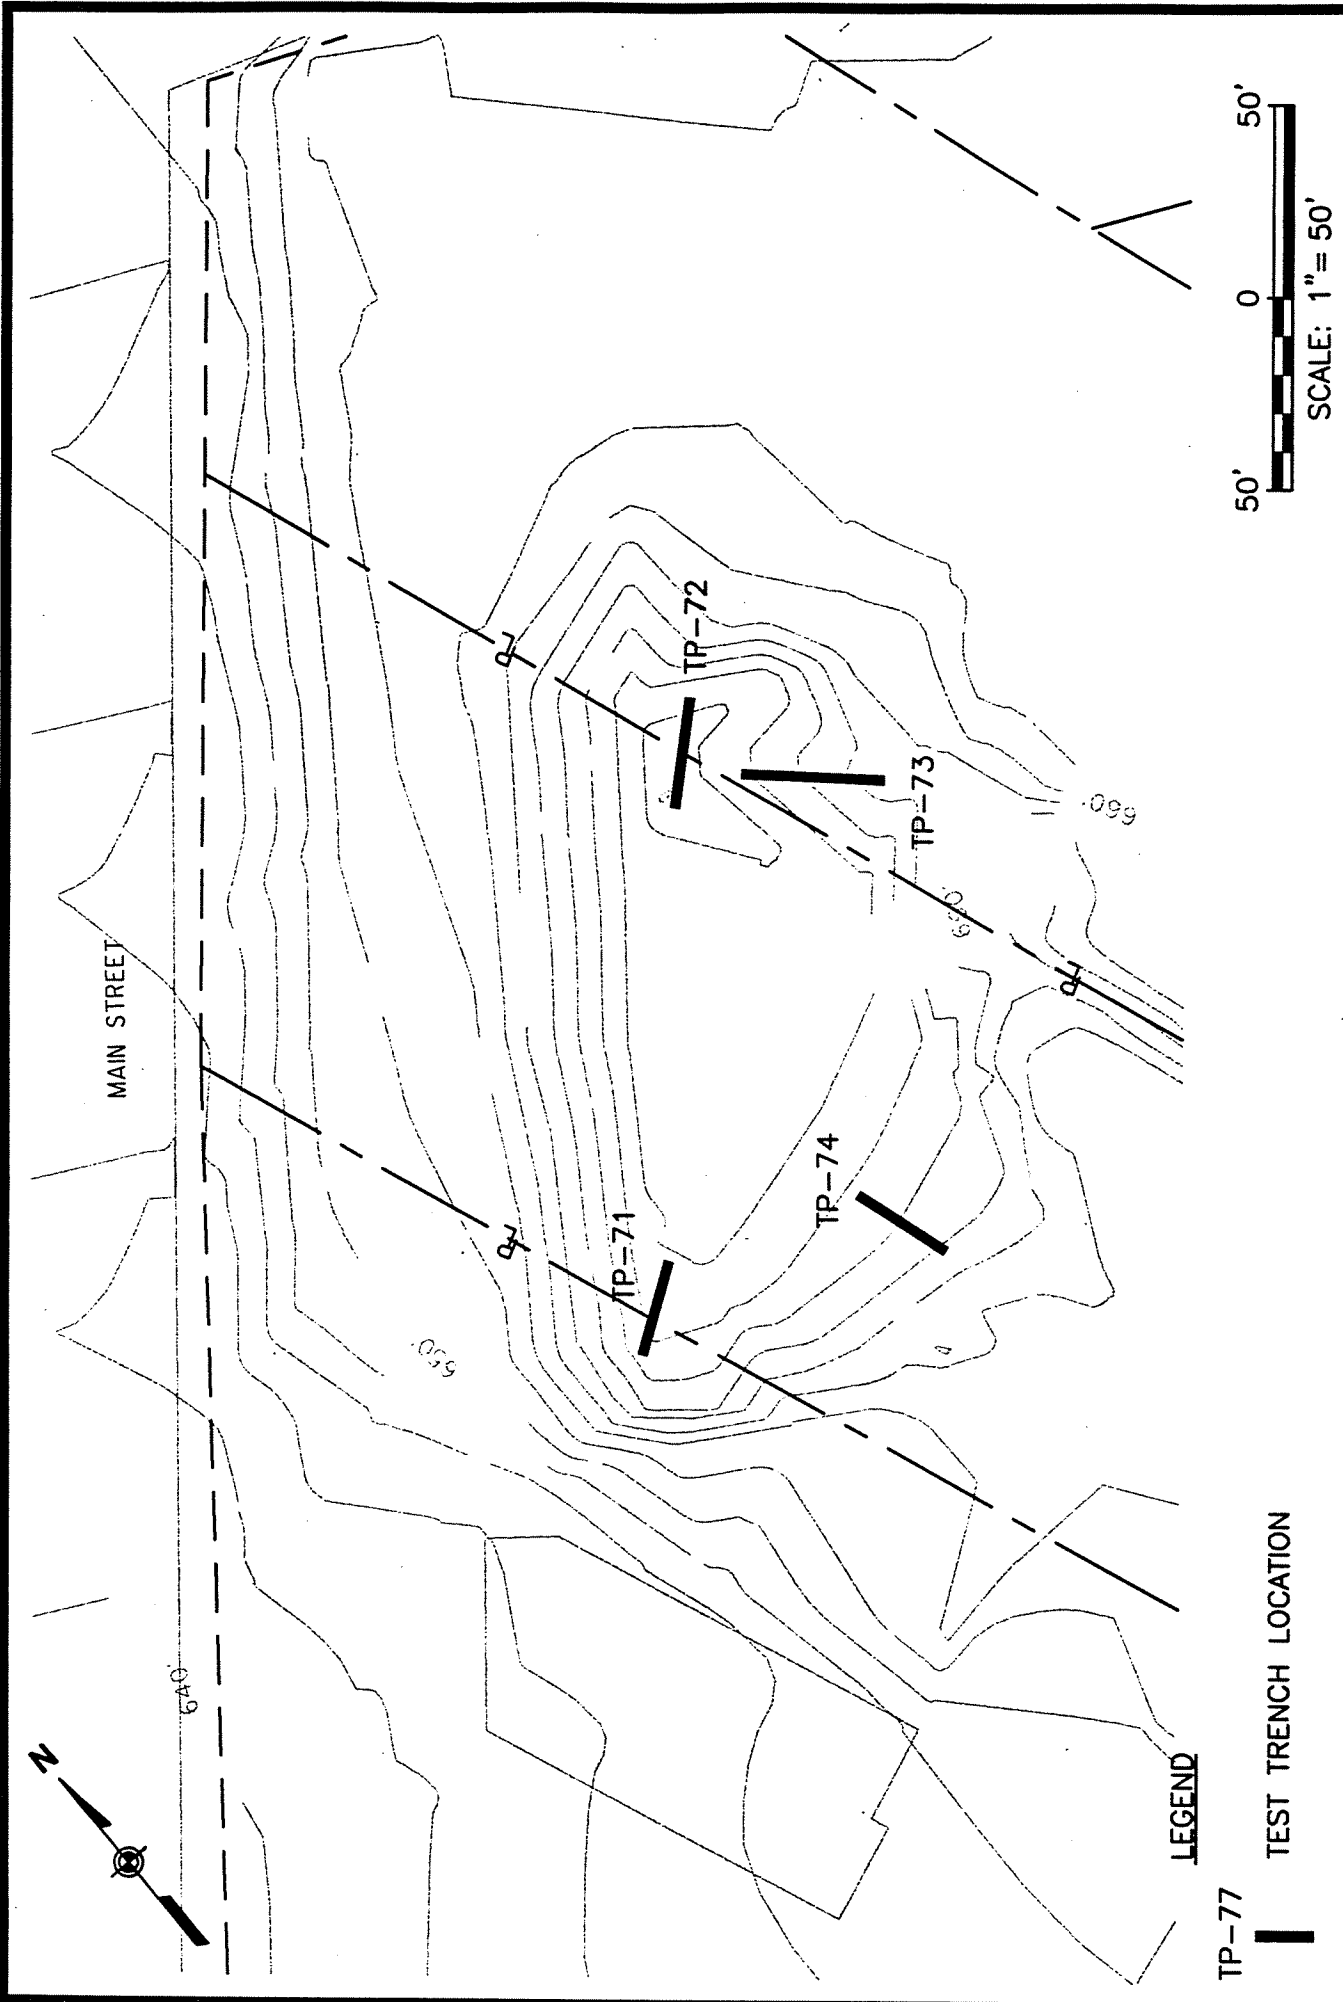 MAIN STREET
N
640'
650'
TP-71
TP-72
TP-73
TP-74
660'
650'
LEGEND
TP-77
TEST TRENCH LOCATION
50' 0 50'
SCALE: 1"= 50'